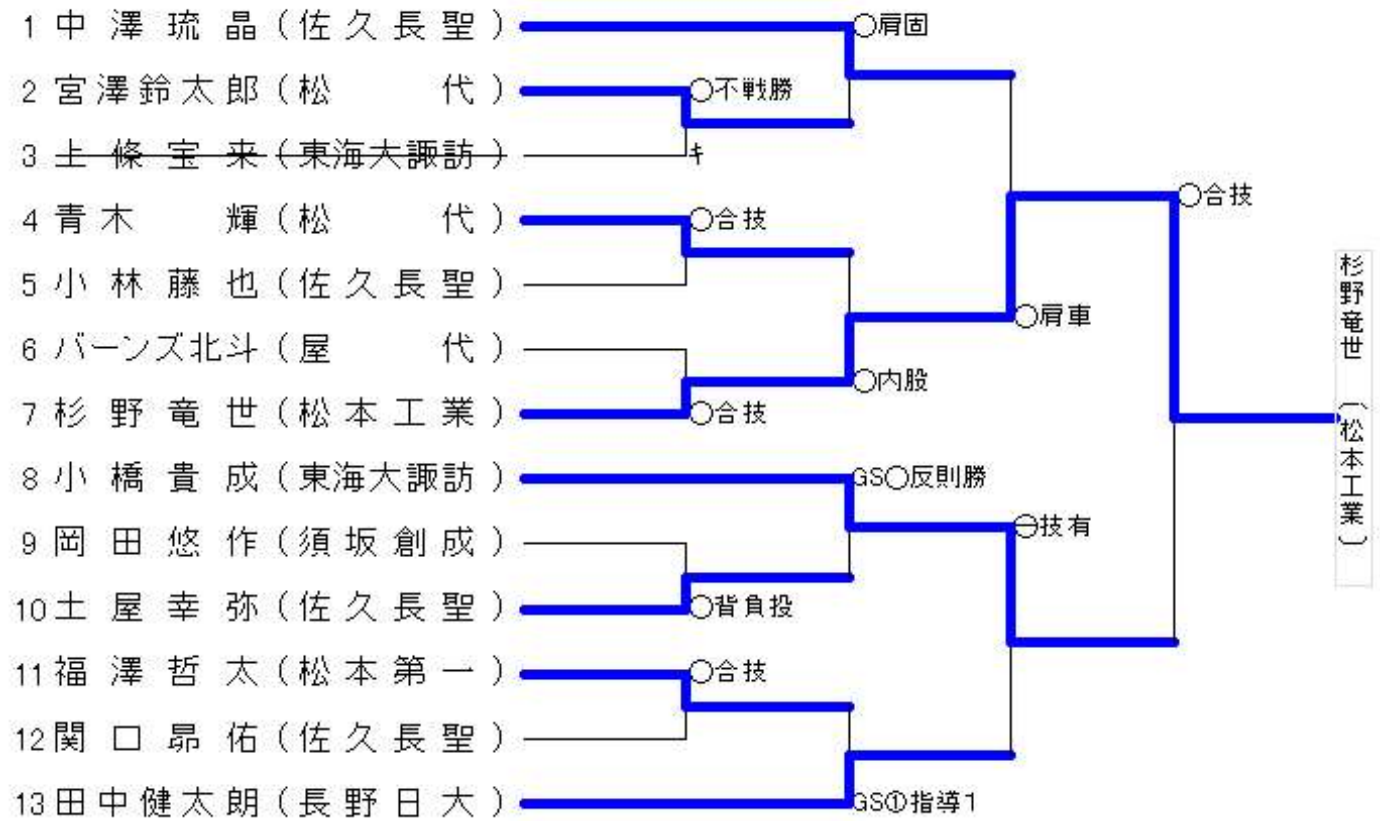 1 中澤琉晶(佐久長聖)
○肩固
2 宮澤鈴太郎(松代)
○不戦勝
3 上條宝来(東海大諏訪)
キ
4 青木輝(松代)
○合技
○合技
5 小林藤也(佐久長聖)
6 バーンズ北斗(屋代)
○肩車
○内股
7 杉野竜世(松本工業)
○合技
杉野竜世(松本工業)
8 小橋貴成(東海大諏訪)
GS○反則勝
9 岡田悠作(須坂創成)
㊀技有
10 土屋幸弥(佐久長聖)
○背負投
11 福澤哲太(松本第一)
○合技
12 関口昴佑(佐久長聖)
13 田中健太朗(長野日大)
GS①指導1